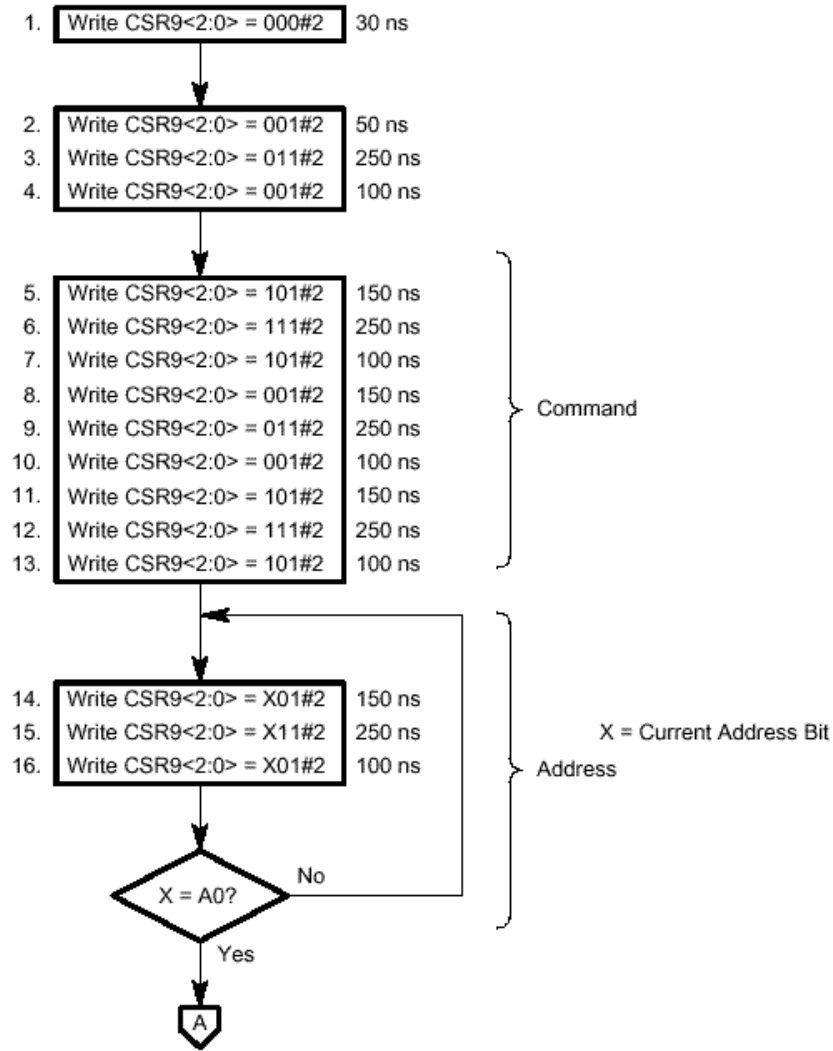 1. Write CSR9<2:0> = 000#2 30 ns
2. Write CSR9<2:0> = 001#2 50 ns
3. Write CSR9<2:0> = 011#2 250 ns
4. Write CSR9<2:0> = 001#2 100 ns
5. Write CSR9<2:0> = 101#2 150 ns
6. Write CSR9<2:0> = 111#2 250 ns
7. Write CSR9<2:0> = 101#2 100 ns
8. Write CSR9<2:0> = 001#2 150 ns
9. Write CSR9<2:0> = 011#2 250 ns
10. Write CSR9<2:0> = 001#2 100 ns
11. Write CSR9<2:0> = 101#2 150 ns
12. Write CSR9<2:0> = 111#2 250 ns
13. Write CSR9<2:0> = 101#2 100 ns
Command
14. Write CSR9<2:0> = X01#2 150 ns
15. Write CSR9<2:0> = X11#2 250 ns
16. Write CSR9<2:0> = X01#2 100 ns
X = Current Address Bit
Address
X = A0?
No
Yes
A